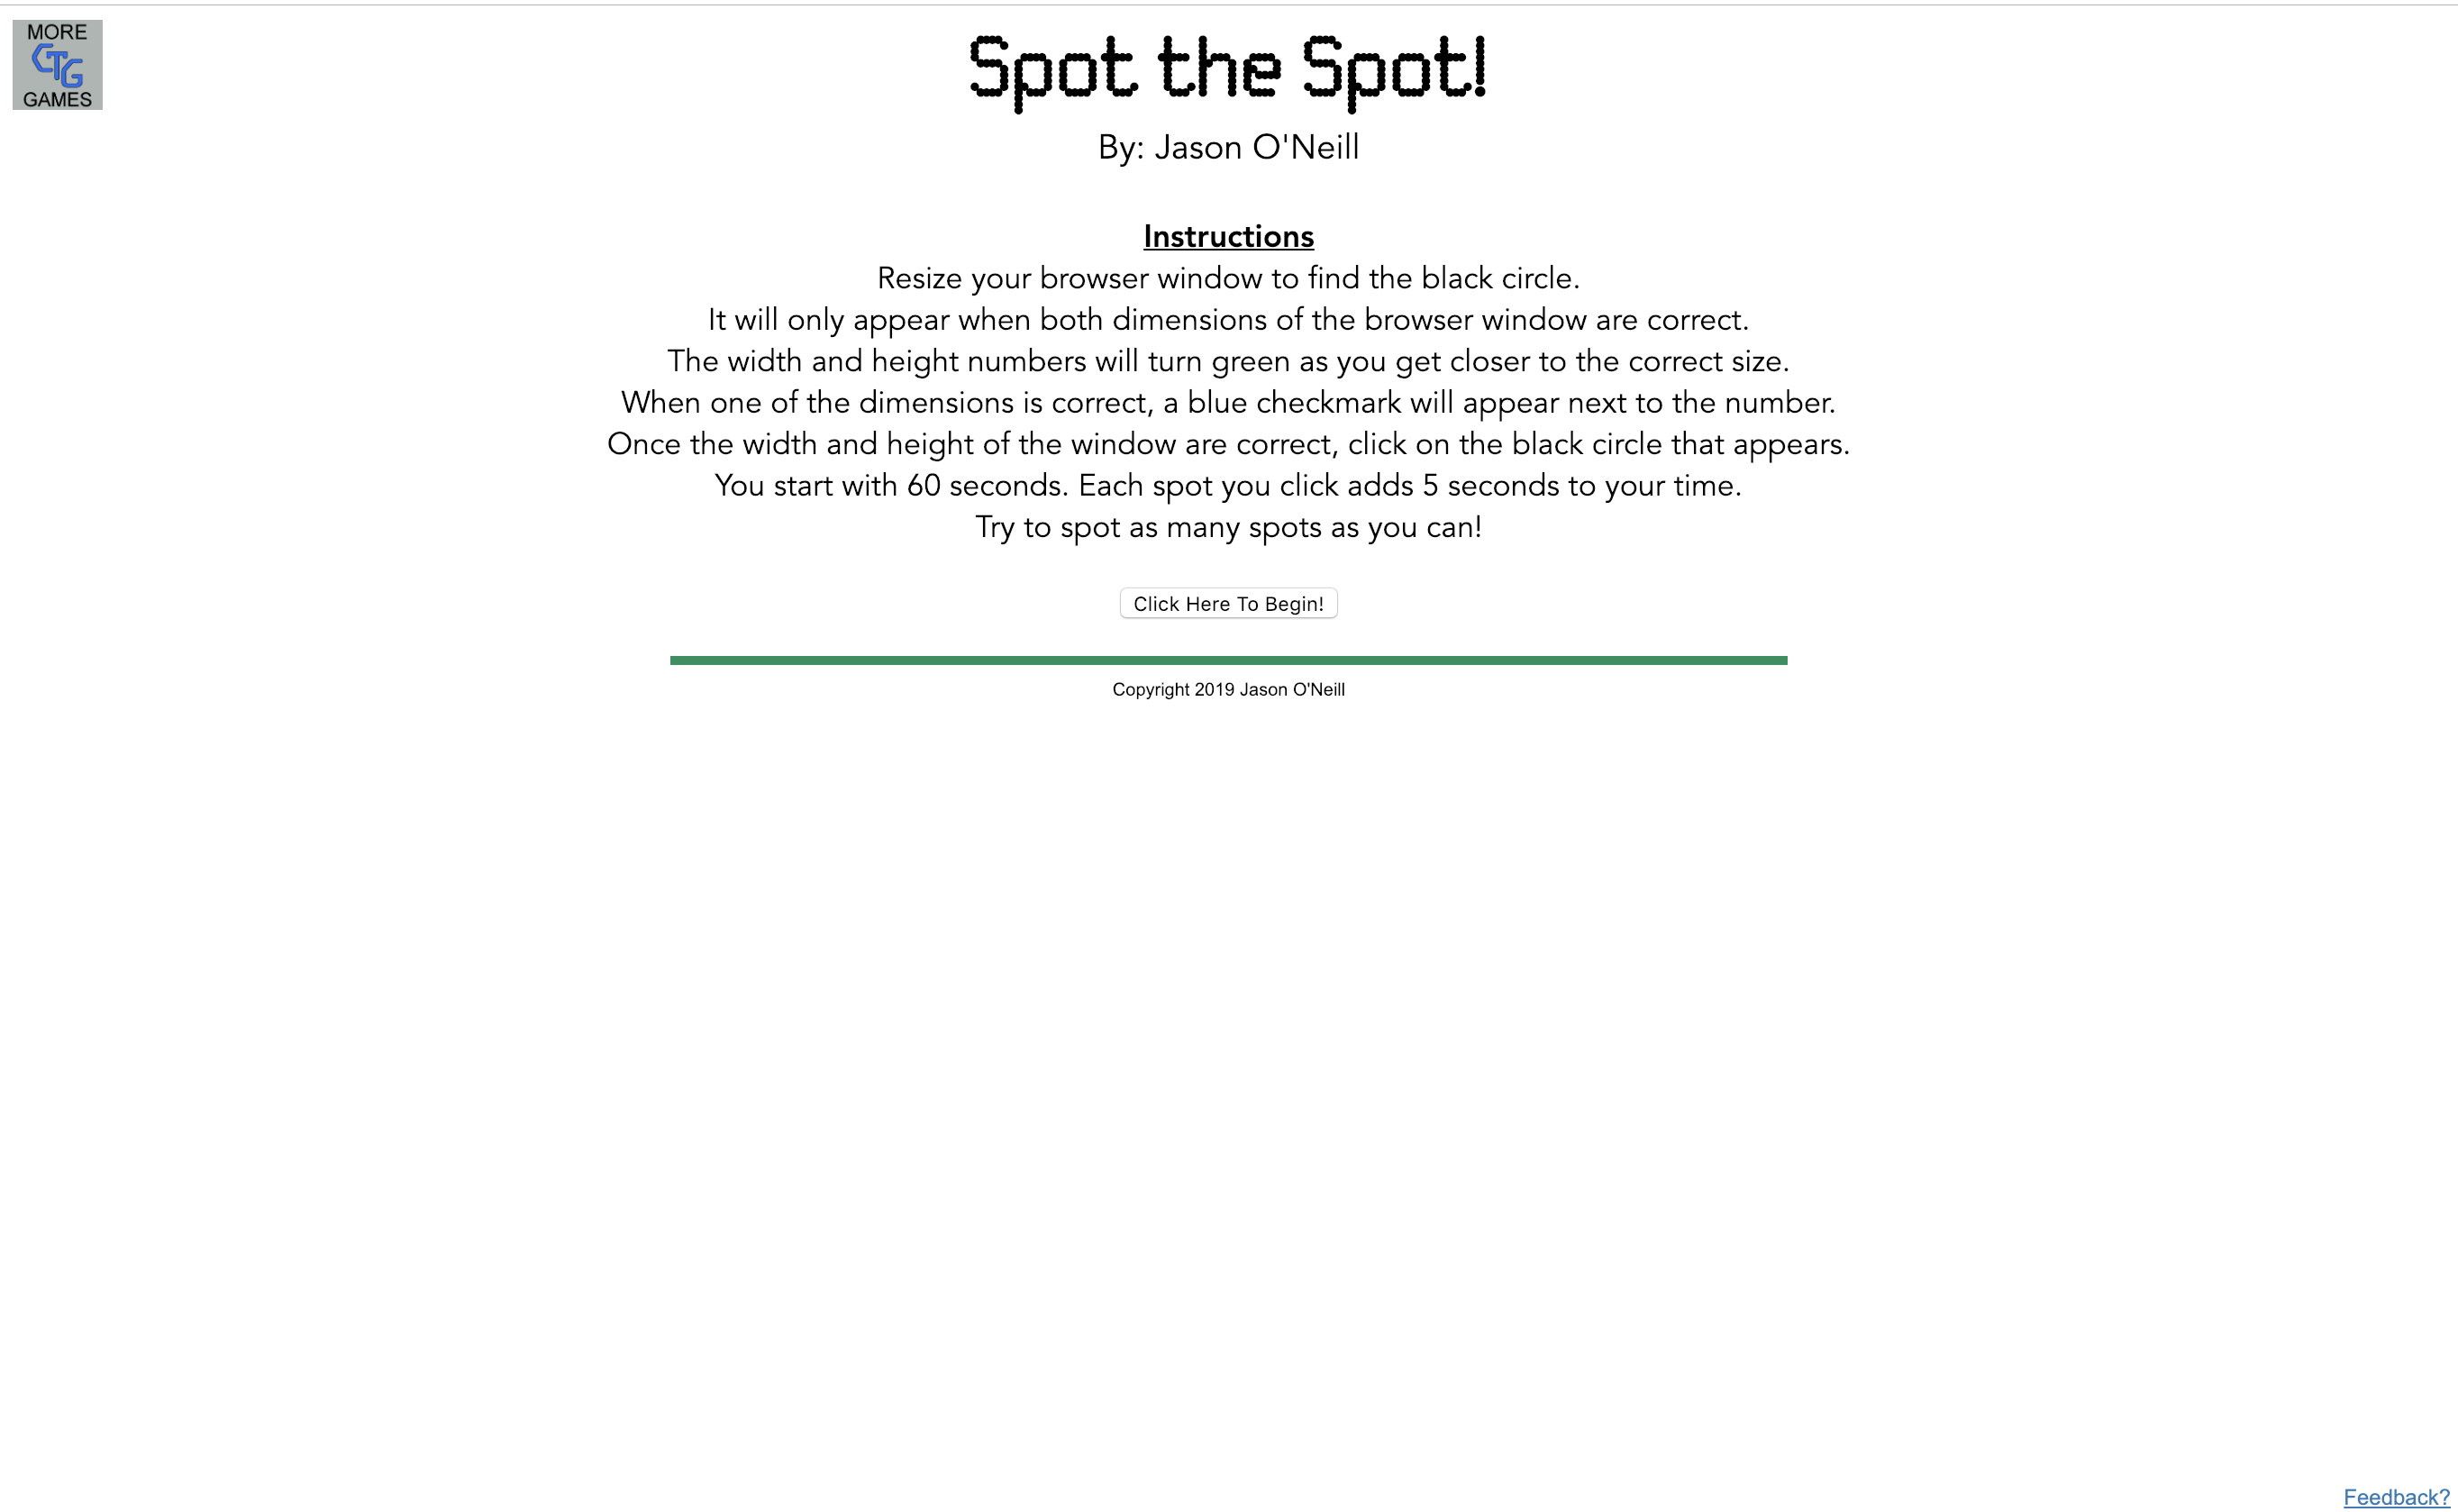 MORE
CTG
GAMES
Spot the Spot!
By: Jason O'Neill
Instructions
Resize your browser window to find the black circle.
It will only appear when both dimensions of the browser window are correct.
The width and height numbers will turn green as you get closer to the correct size.
When one of the dimensions is correct, a blue checkmark will appear next to the number.
Once the width and height of the window are correct, click on the black circle that appears.
You start with 60 seconds. Each spot you click adds 5 seconds to your time.
Try to spot as many spots as you can!
Click Here To Begin!
Copyright 2019 Jason O'Neill
Feedback?